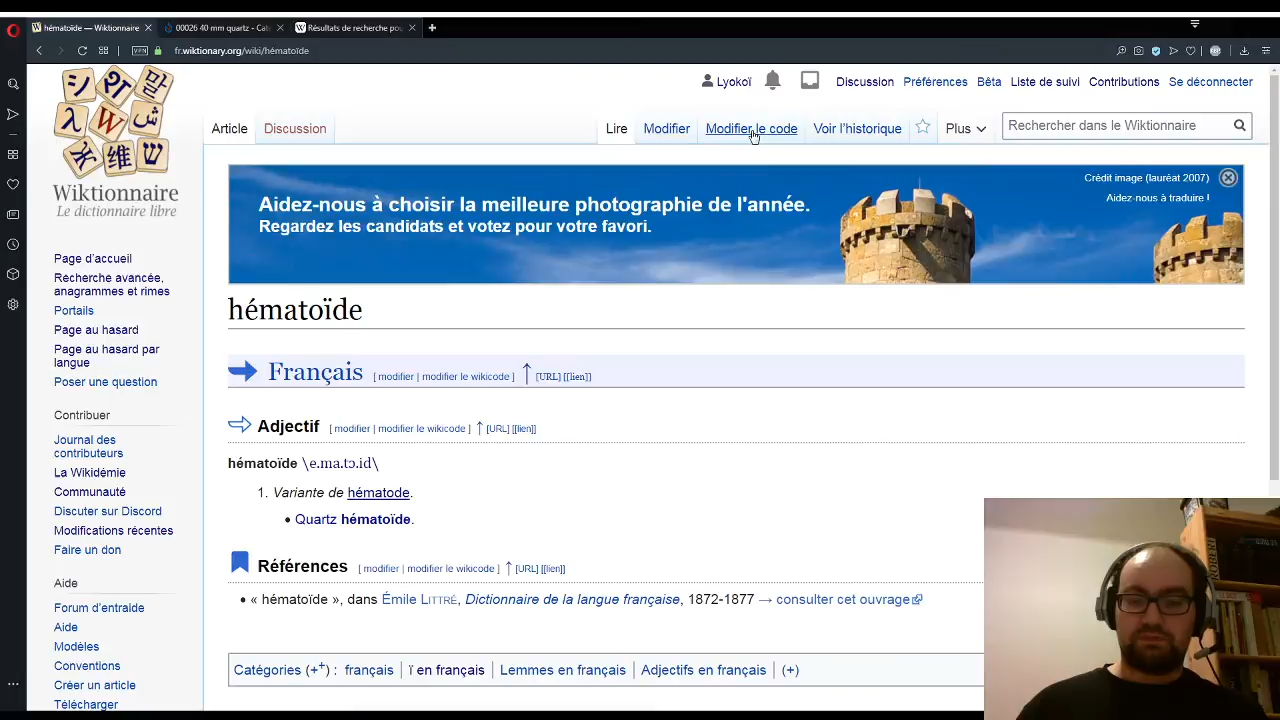 hématoïde — Wiktionnaire
00026 40 mm quartz - Cat
Résultats de recherche pou
VPN
fr.wiktionary.org/wiki/hématoïde
Lyokoï Discussion Préférences Bêta Liste de suivi Contributions Se déconnecter
Article Discussion Lire Modifier Modifier le code Voir l’historique Plus Rechercher dans le Wiktionnaire
Wiktionnaire
Le dictionnaire libre
Page d’accueil
Recherche avancée,
anagrammes et rimes
Portails
Page au hasard
Page au hasard par
langue
Poser une question
Contribuer
Journal des
contributeurs
La Wikidémie
Communauté
Discuter sur Discord
Modifications récentes
Faire un don
Aide
Forum d’entraide
Aide
Modèles
Conventions
Créer un article
Télécharger
Aidez-nous à choisir la meilleure photographie de l'année.
Regardez les candidats et votez pour votre favori.
Crédit image (lauréat 2007)
Aidez-nous à traduire !
hématoïde
Français [ modifier | modifier le wikicode ] ↑ [URL] [[lien]]
Adjectif [ modifier | modifier le wikicode ] ↑ [URL] [[lien]]
hématoïde \e.ma.tɔ.id\
1. Variante de hématode.
• Quartz hématoïde.
Références [ modifier | modifier le wikicode ] ↑ [URL] [[lien]]
• « hématoïde », dans Émile Littré, Dictionnaire de la langue française, 1872-1877 → consulter cet ouvrage
Catégories (+⁺) : français | ï en français | Lemmes en français | Adjectifs en français | (+)